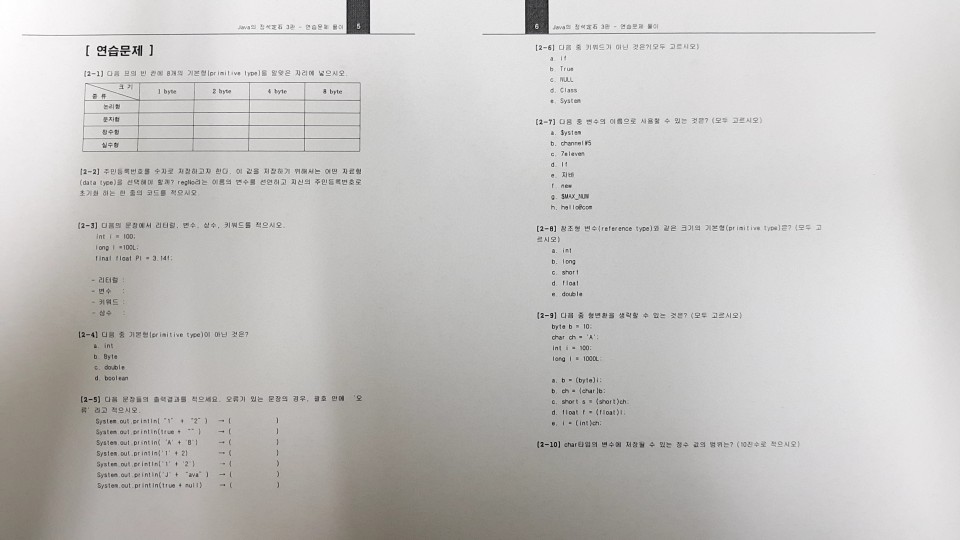 Java의 정석定石 3판 - 연습문제 풀이 5
[ 연습문제 ]
[2-1] 다음 표의 빈 칸에 8개의 기본형(primitive type)을 알맞은 자리에 넣으시오.
크 기
종 류
1 byte 2 byte 4 byte 8 byte
논리형
문자형
정수형
실수형
[2-2] 주민등록번호를 숫자로 저장하고자 한다. 이 값을 저장하기 위해서는 어떤 자료형
(data type)을 선택해야 할까? regNo라는 이름의 변수를 선언하고 자신의 주민등록번호로
초기화 하는 한 줄의 코드를 적으시오.
[2-3] 다음의 문장에서 리터럴, 변수, 상수, 키워드를 적으시오.
int i = 100;
long l =100L;
final float PI = 3.14f;
- 리터럴 :
- 변수 :
- 키워드 :
- 상수 :
[2-4] 다음 중 기본형(primitive type)이 아닌 것은?
a. int
b. Byte
c. double
d. boolean
[2-5] 다음 문장들의 출력결과를 적으세요. 오류가 있는 문장의 경우, 괄호 안에 '오
류' 라고 적으시오.
System.out.println("1" + "2") → ( )
System.out.println(true + "") → ( )
System.out.println('A' + 'B') → ( )
System.out.println('1' + 2) → ( )
System.out.println('1' + '2') → ( )
System.out.println('J' + "ava") → ( )
System.out.println(true + null) → ( )
6 Java의 정석定石 3판 - 연습문제 풀이
[2-6] 다음 중 키워드가 아닌 것은?(모두 고르시오)
a. if
b. True
c. NULL
d. Class
e. System
[2-7] 다음 중 변수의 이름으로 사용할 수 있는 것은? (모두 고르시오)
a. $ystem
b. channel#5
c. 7eleven
d. If
e. 자바
f. new
g. $MAX_NUM
h. hello@com
[2-8] 참조형 변수(reference type)와 같은 크기의 기본형(primitive type)은? (모두 고
르시오)
a. int
b. long
c. short
d. float
e. double
[2-9] 다음 중 형변환을 생략할 수 있는 것은? (모두 고르시오)
byte b = 10;
char ch = 'A';
int i = 100;
long l = 1000L;
a. b = (byte)i;
b. ch = (char)b;
c. short s = (short)ch;
d. float f = (float)l;
e. i = (int)ch;
[2-10] char타입의 변수에 저장될 수 있는 정수 값의 범위는? (10진수로 적으시오)